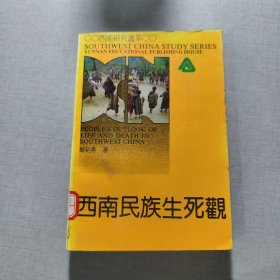 ○○西南研究書系○○
SOUTHWEST CHINA STUDY SERIES
YUNNAN EDUCATIONAL PUBLISHING HOUSE
PEOPLE'S OUTLOOK OF
LIFE AND DEATH IN
SOUTHWEST CHINA
著
西南民族生死觀